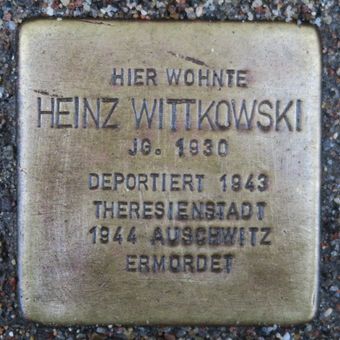 HIER WOHNTE
HEINZ WITTKOWSKI
JG. 1930
DEPORTIERT 1943
THERESIENSTADT
1944 AUSCHWITZ
ERMORDET